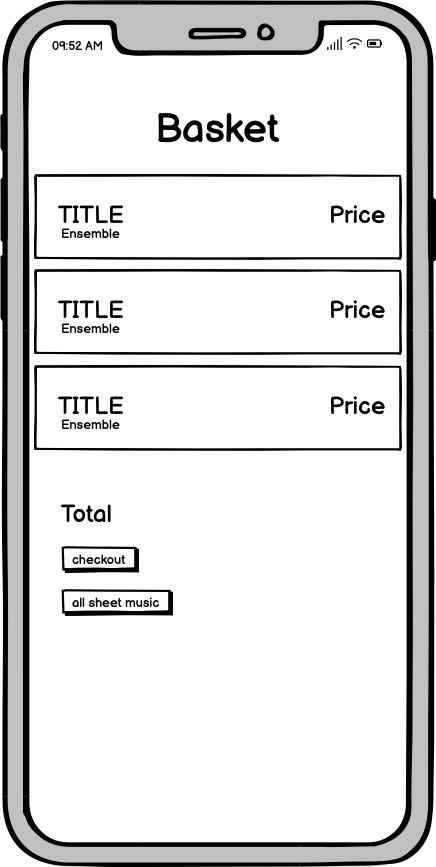 09:52 AM
Basket
TITLE Price
Ensemble
TITLE Price
Ensemble
TITLE Price
Ensemble
Total
checkout
all sheet music